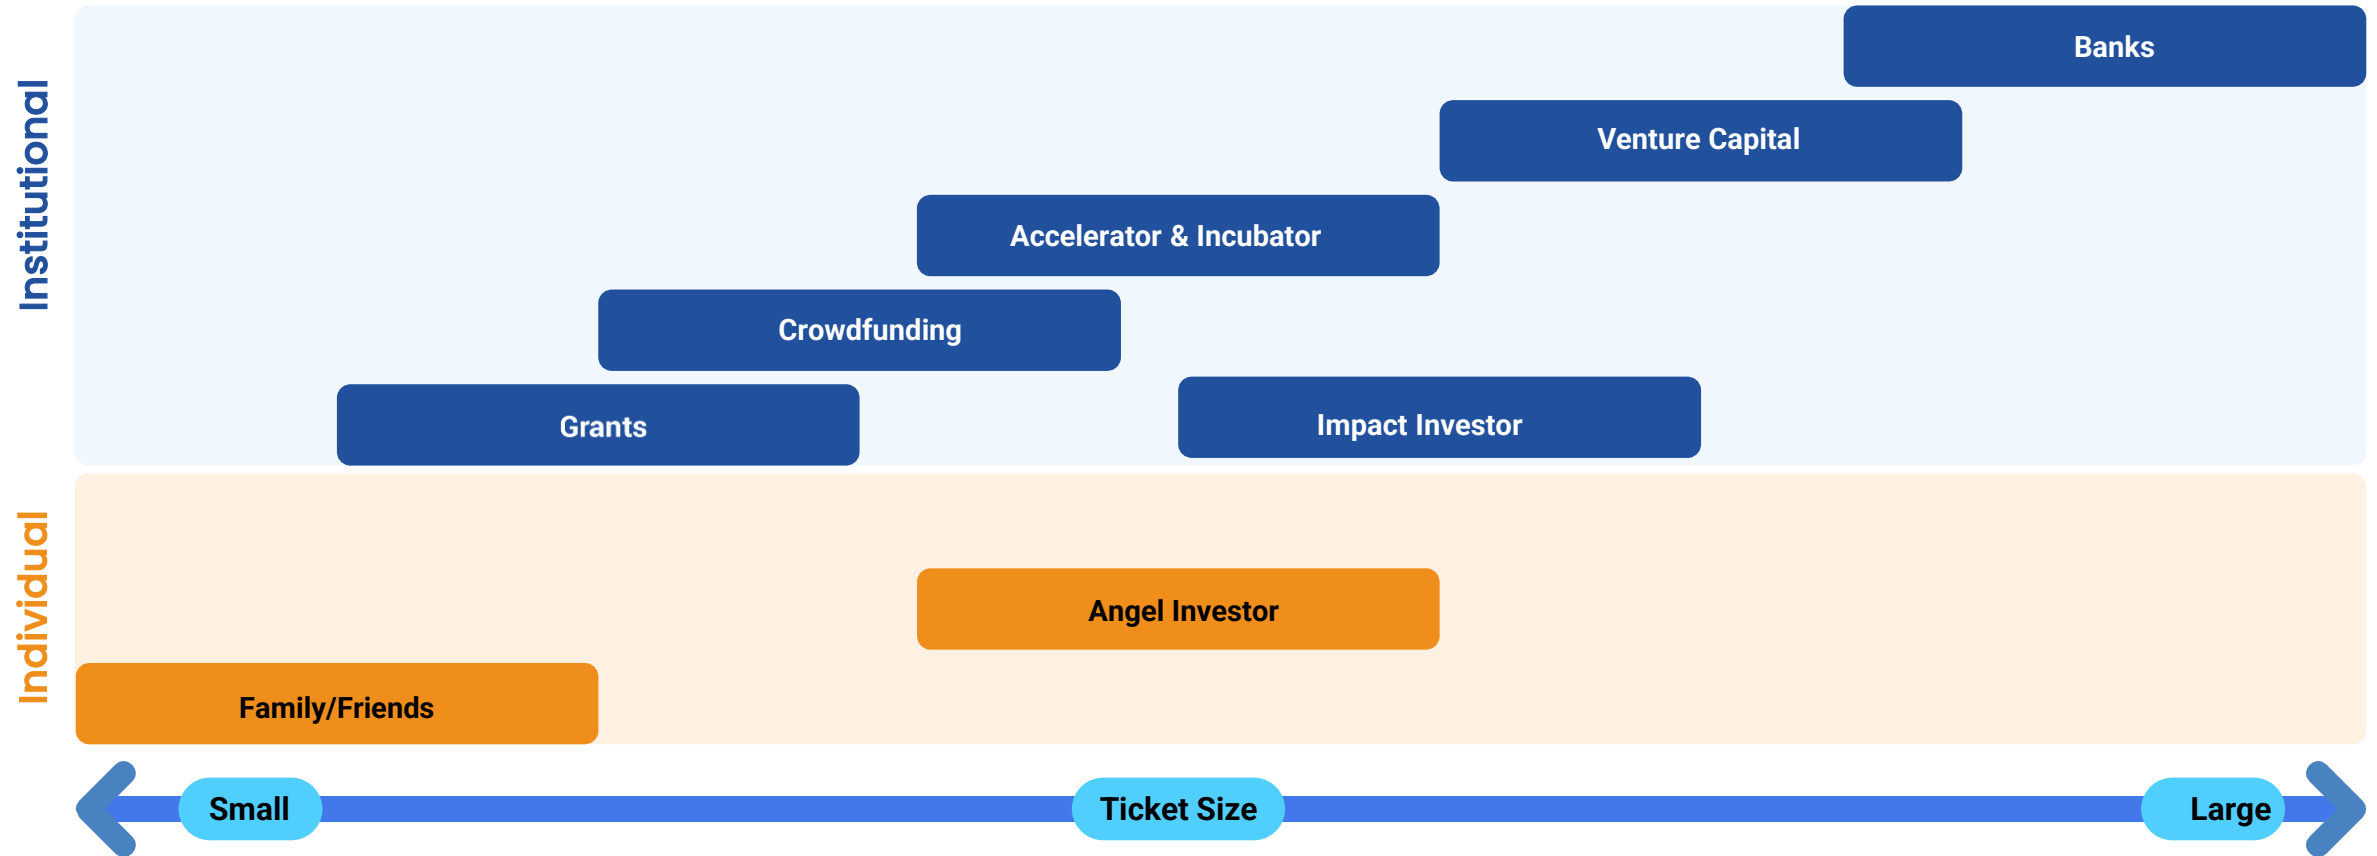 Institutional
Banks
Venture Capital
Accelerator & Incubator
Crowdfunding
Grants
Impact Investor
Individual
Angel Investor
Family/Friends
Small
Ticket Size
Large